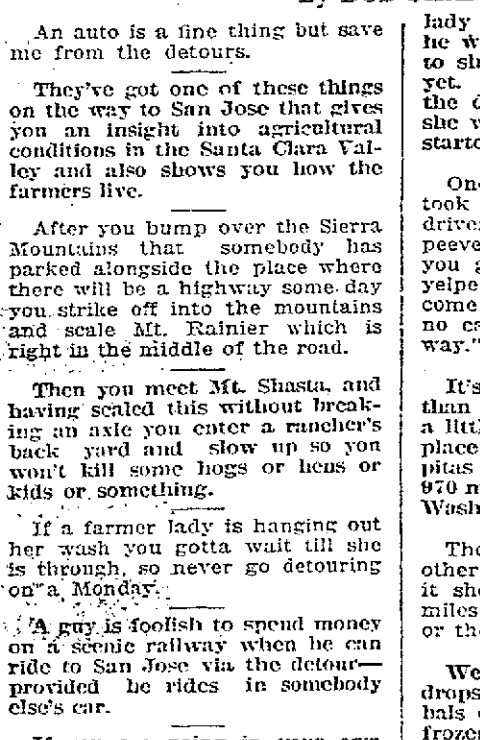 An auto is a fine thing but save
me from the detours.
They've got one of these things
on the way to San Jose that gives
you an insight into agricultural
conditions in the Santa Clara Val-
ley and also shows you how the
farmers live.
After you bump over the Sierra
Mountains that somebody has
parked alongside the place where
there will be a highway some day
you strike off into the mountains
and scale Mt. Rainier which is
right in the middle of the road.
Then you meet Mt. Shasta, and
having scaled this without break-
ing an axle you enter a rancher's
back yard and slow up so you
won't kill some hogs or hens or
kids or something.
If a farmer lady is hanging out
her wash you gotta wait till she
is through, so never go detouring
on a Monday.
A guy is foolish to spend money
on a scenic railway when he can
ride to San Jose via the detour—
provided he rides in somebody
else's car.
lady
he w
to sl
yet.
the d
she w
starte
On
took
drive
peeve
you g
yelpe
come
no ca
way."
It's
than
a litt
place
pitas
970 m
Wash
The
other
it sh
miles
or th
We
drops
bals
frozen